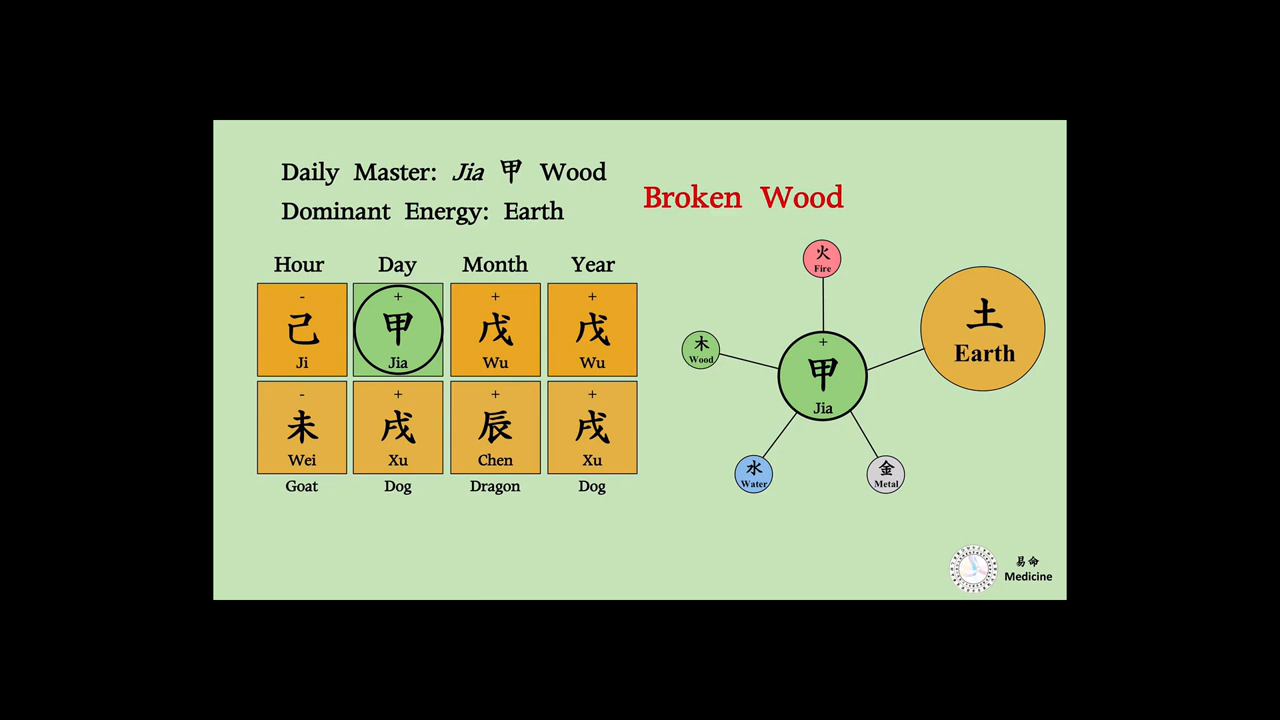 Daily Master: Jia 甲 Wood
Dominant Energy: Earth
Broken Wood
Hour Day Month Year
- + + +
己 甲 戊 戊
Ji Jia Wu Wu
- + + +
未 戌 辰 戌
Wei Xu Chen Xu
Goat Dog Dragon Dog
火
Fire
土
Earth
木
Wood
+
甲
Jia
水
Water
金
Metal
易命
Medicine